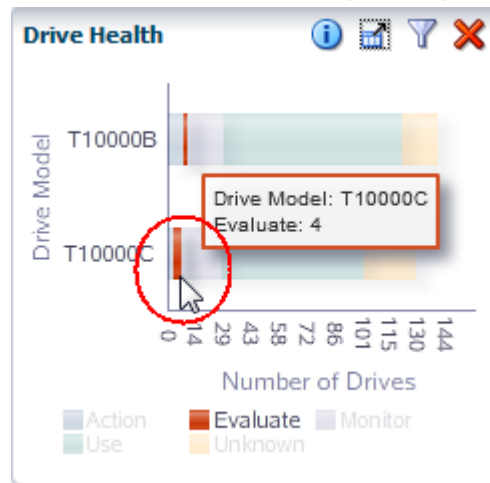 Drive Health
Drive Model
T10000B
Drive Model: T10000C
Evaluate: 4
T10000C
0 14 29 43 58 72 86 101 115 130 144
Number of Drives
Action Evaluate Monitor
Use Unknown